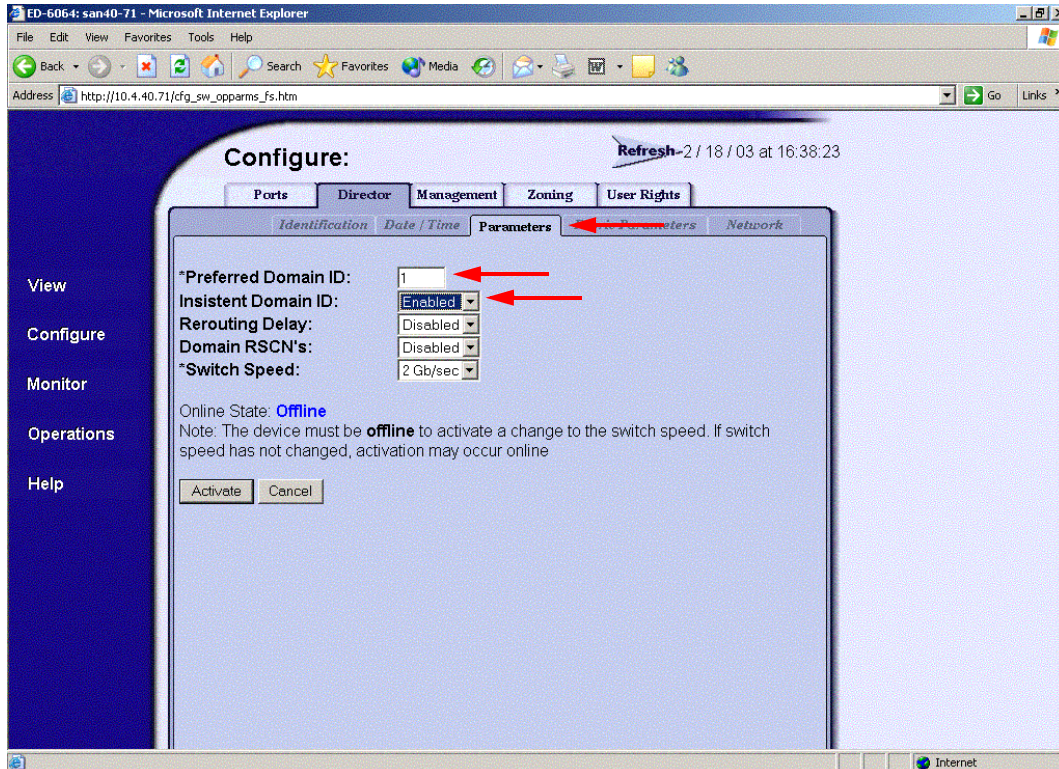 ED-6064: san40-71 - Microsoft Internet Explorer
File Edit View Favorites Tools Help
Back Search Favorites Media
Address http://10.4.40.71/cfg_sw_opparms_fs.htm Go Links
Configure:
Refresh-2 / 18 / 03 at 16:38:23
Ports Director Management Zoning User Rights
Identification Date / Time Parameters Parameters Network
View
Configure
Monitor
Operations
Help
*Preferred Domain ID: 1
Insistent Domain ID: Enabled
Rerouting Delay: Disabled
Domain RSCN's: Disabled
*Switch Speed: 2 Gb/sec
Online State: Offline
Note: The device must be offline to activate a change to the switch speed. If switch
speed has not changed, activation may occur online
Activate Cancel
Internet